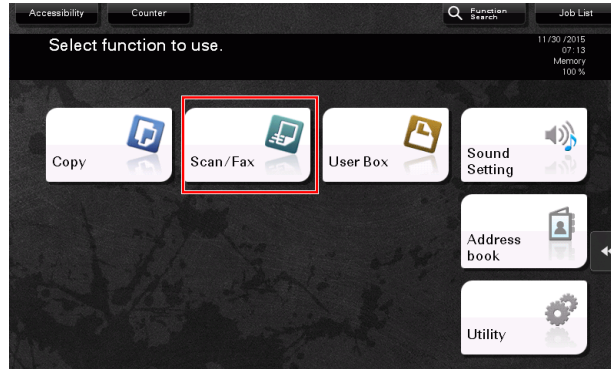 Accessibility
Counter
Function
Search
Job List
Select function to use.
11/30/2015
07:13
Memory
100 %
Copy
Scan/Fax
User Box
Sound
Setting
Address
book
Utility